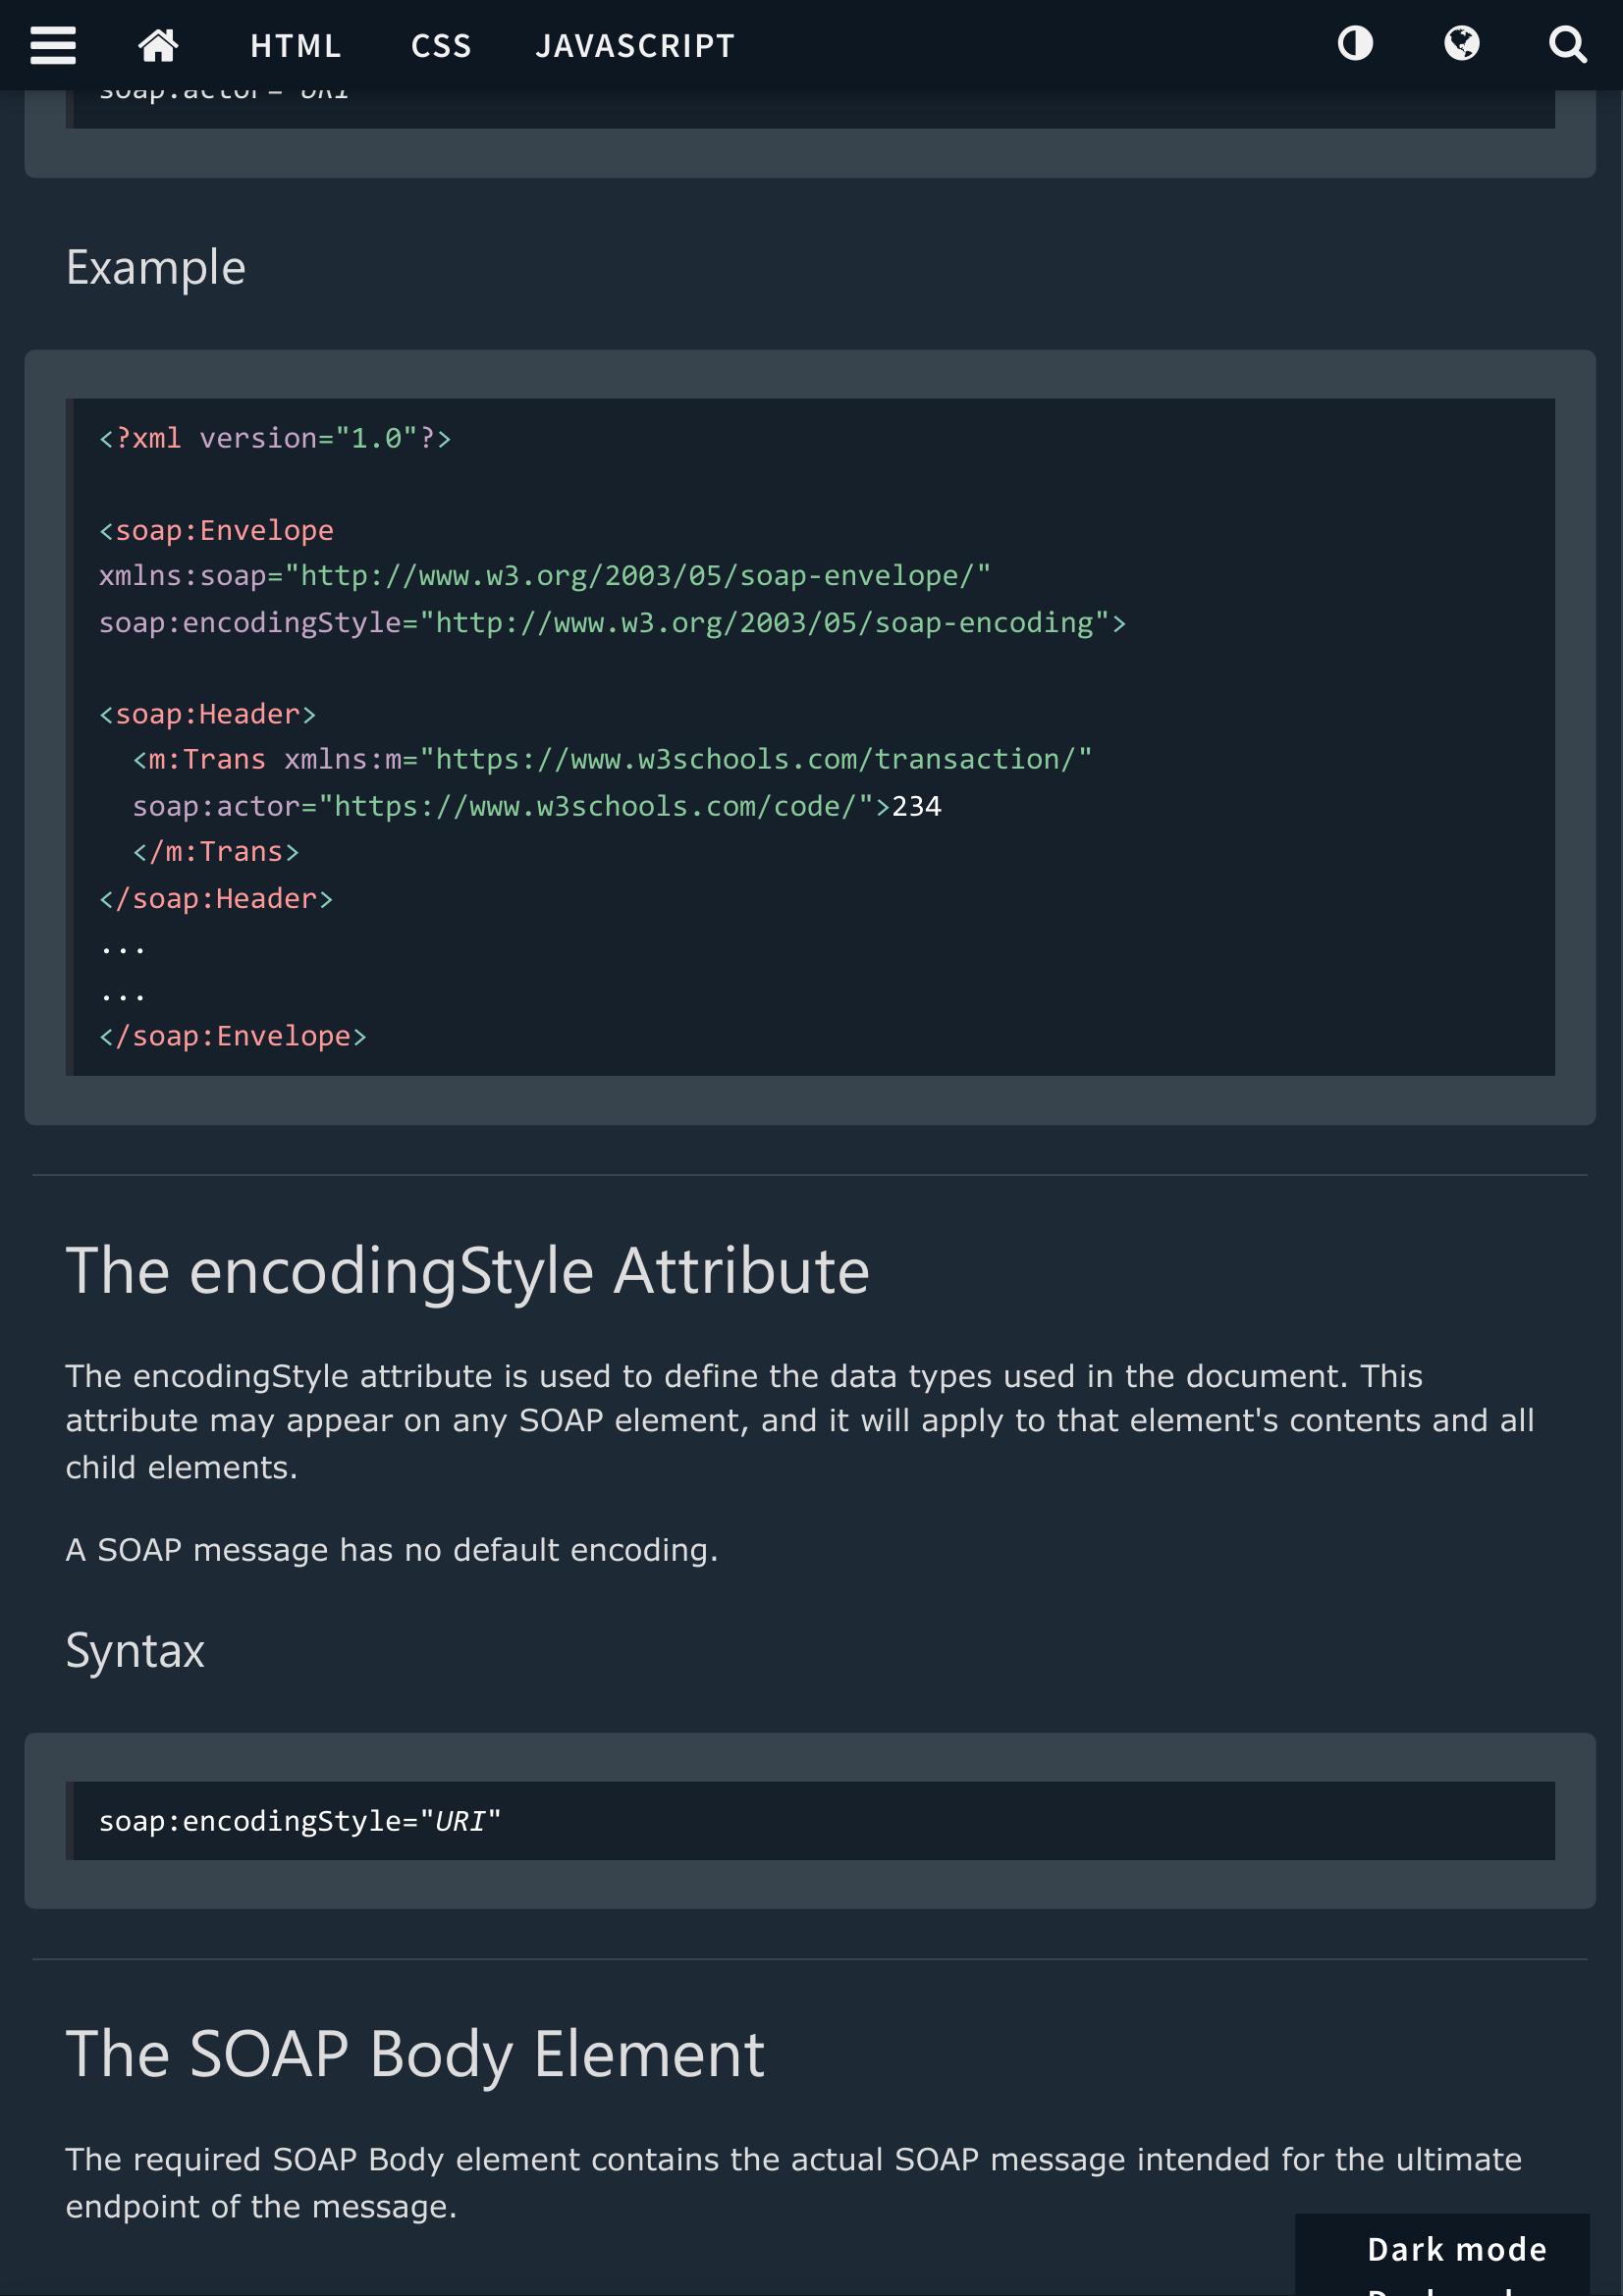 HTML CSS JAVASCRIPT
soap:actor="URI"
Example
<?xml version="1.0"?>
<soap:Envelope
xmlns:soap="http://www.w3.org/2003/05/soap-envelope/"
soap:encodingStyle="http://www.w3.org/2003/05/soap-encoding">
<soap:Header>
  <m:Trans xmlns:m="https://www.w3schools.com/transaction/"
  soap:actor="https://www.w3schools.com/code/">234
  </m:Trans>
</soap:Header>
...
...
</soap:Envelope>
The encodingStyle Attribute
The encodingStyle attribute is used to define the data types used in the document. This
attribute may appear on any SOAP element, and it will apply to that element's contents and all
child elements.
A SOAP message has no default encoding.
Syntax
soap:encodingStyle="URI"
The SOAP Body Element
The required SOAP Body element contains the actual SOAP message intended for the ultimate
endpoint of the message.
Dark mode